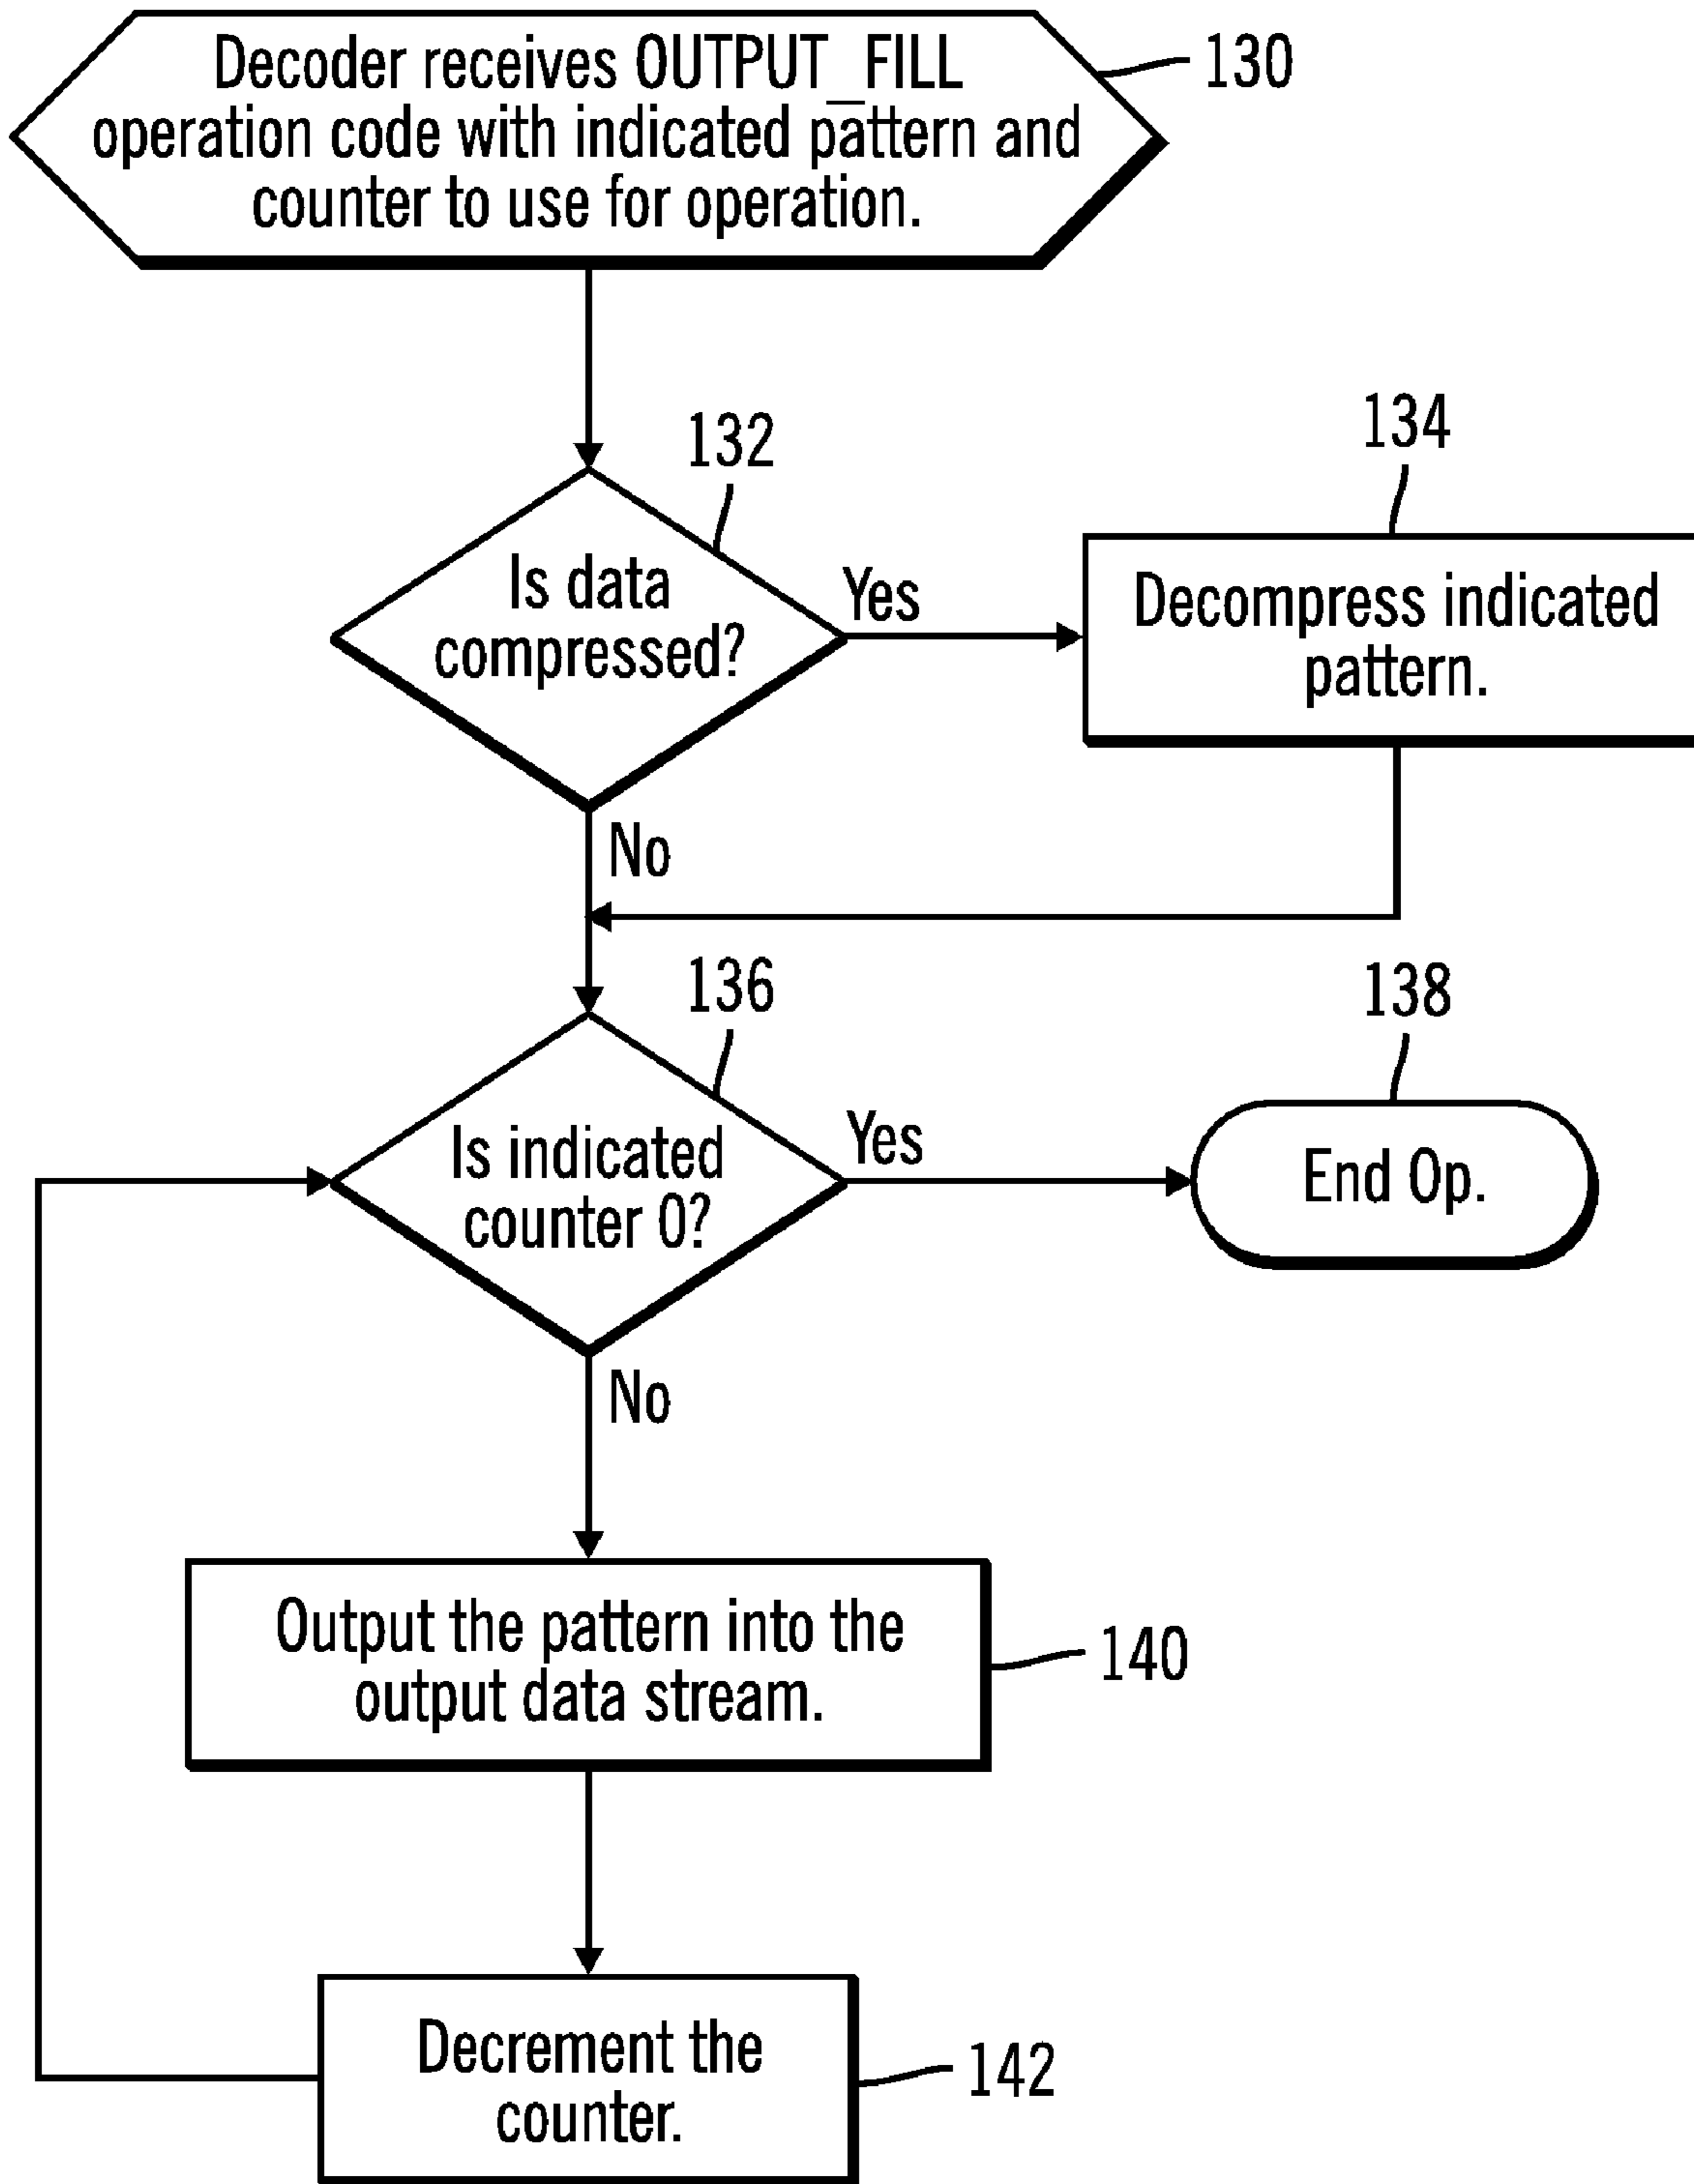 Decoder receives OUTPUT_FILL
operation code with indicated pattern and
counter to use for operation.
130
132
134
Is data
compressed?
Yes
Decompress indicated
pattern.
No
136
138
Is indicated
counter 0?
Yes
End Op.
No
Output the pattern into the
output data stream.
140
Decrement the
counter.
142